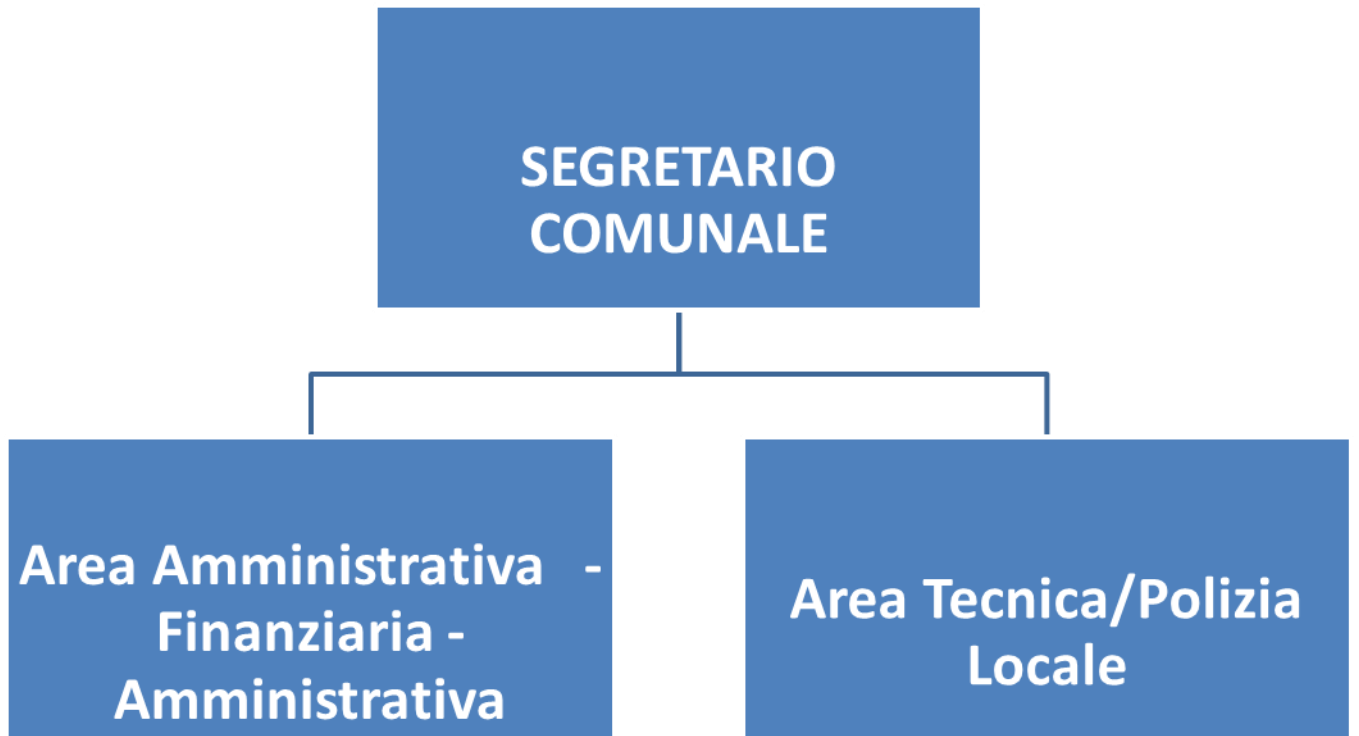 SEGRETARIO
COMUNALE
Area Amministrativa -
Finanziaria -
Amministrativa
Area Tecnica/Polizia
Locale